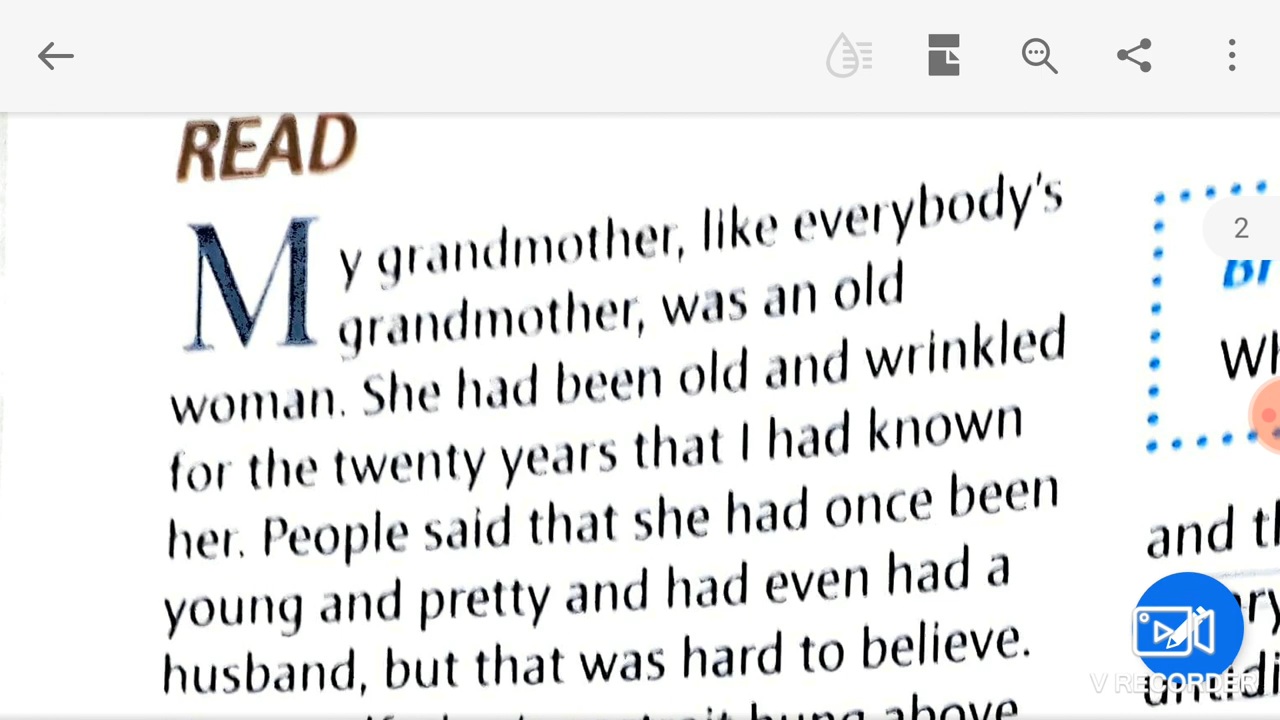 READ
My grandmother, like everybody's
grandmother, was an old
woman. She had been old and wrinkled
for the twenty years that I had known
her. People said that she had once been
young and pretty and had even had a
husband, but that was hard to believe.
hung above
2
and
V RECORDER